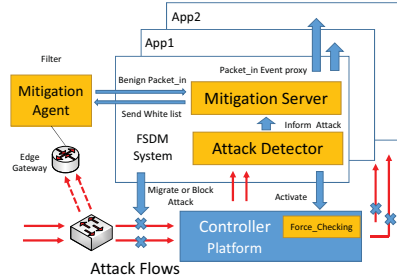 App2
App1
Filter
Mitigation
Agent
Benign Packet_in
Send White list
Packet_in Event proxy
Mitigation Server
Inform Attack
FSDM
System
Attack Detector
Edge
Gateway
Migrate or Block
Attack
Activate
Controller
Platform
Force_Checking
Attack Flows